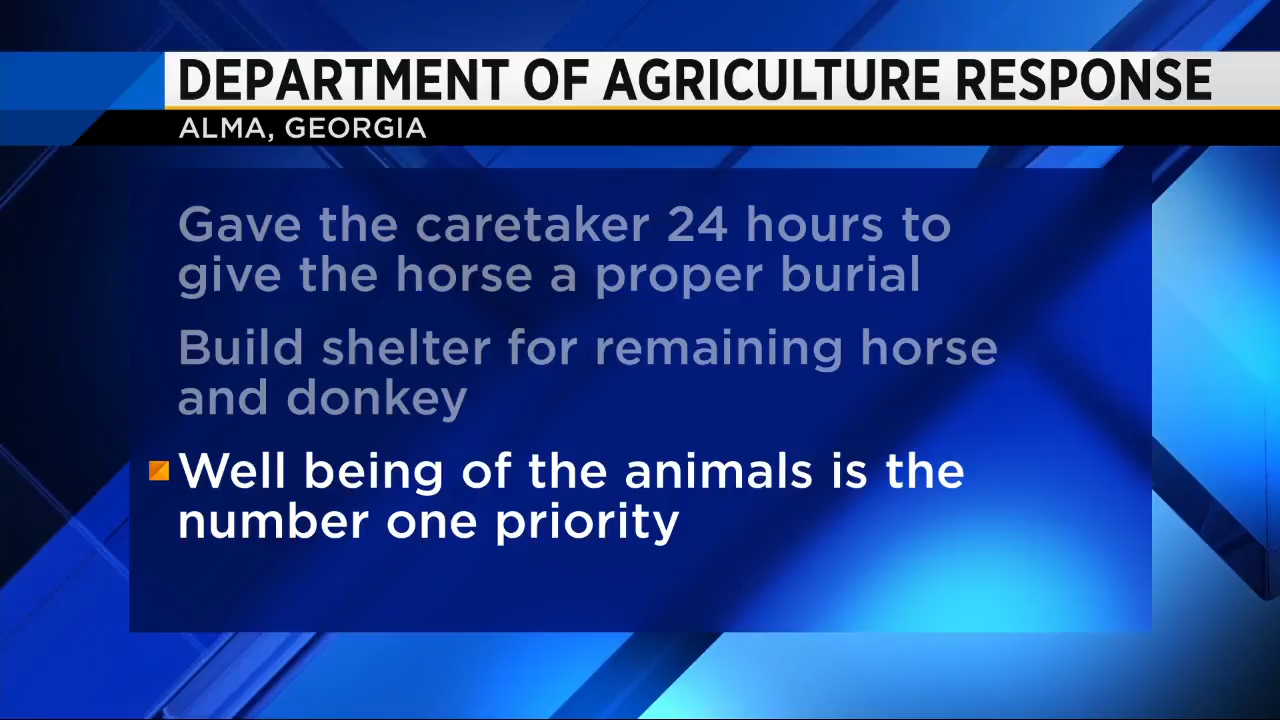 DEPARTMENT OF AGRICULTURE RESPONSE
ALMA, GEORGIA
Gave the caretaker 24 hours to
give the horse a proper burial
Build shelter for remaining horse
and donkey
Well being of the animals is the
number one priority